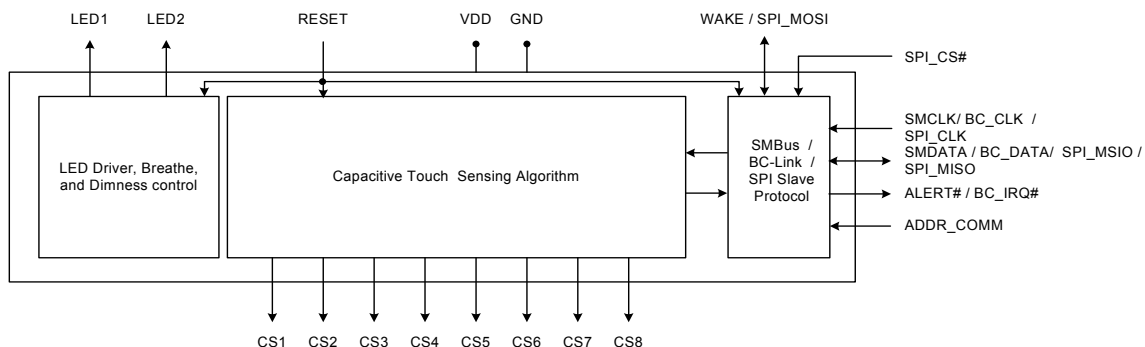 LED1
LED2
RESET
VDD
GND
WAKE / SPI_MOSI
SPI_CS#
LED Driver, Breathe,
and Dimness control
Capacitive Touch Sensing Algorithm
SMBus /
BC-Link /
SPI Slave
Protocol
SMCLK/ BC_CLK /
SPI_CLK
SMDATA / BC_DATA/ SPI_MSIO /
SPI_MISO
ALERT# / BC_IRQ#
ADDR_COMM
CS1
CS2
CS3
CS4
CS5
CS6
CS7
CS8